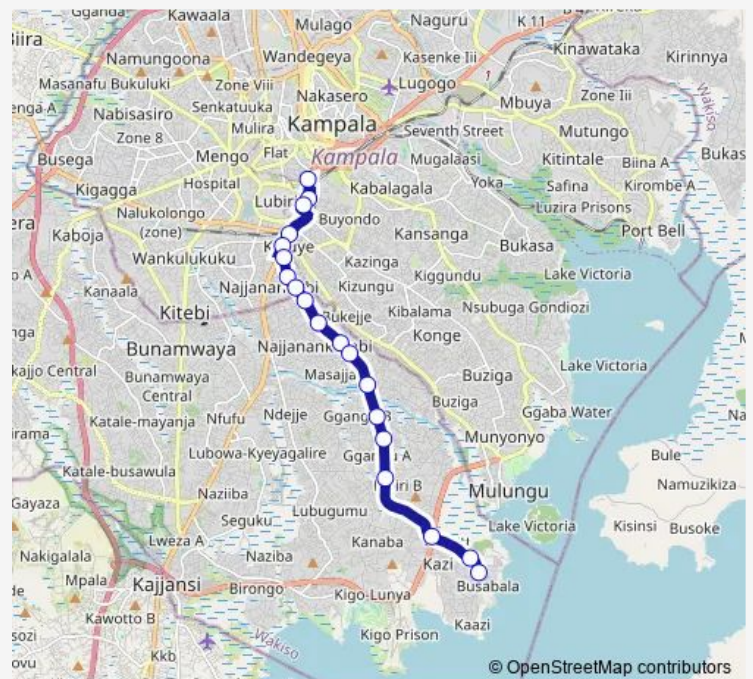 Gganda
Kawaala
Mulago
Naguru
K 11
Kinawataka
Namungoona
Wandegeya
Kasenke Iii
Kirinnya
Masanafu Bukuluki
Zone Viii
Nakasero
Lugogo
1
Zone Iii
Mbuya
Wakiso
Nabisasiro
Senkatuuka
Mulira
Kampala
Seventh Street
Mutungo
Zone 8
Busega
Mengo
Flat
Kampala
Mugalaasi
Kitintale
Biina A
Bukas
Kigagga
Hospital
Kabalagala
Yoka
Safina
Kirombe A
Nalukolongo
(zone)
Buyondo
Luzira Prisons
Kaboja
Kansanga
Port Bell
Wankulukuku
Kazinga
Bukasa
Kanaala
Kizungu
Kiggundu
Lake Victoria
Kitebi
Kibalama
Nsubuga Gondiozi
Bunamwaya
Konge
Masajja
Buziga
Lake Victoria
kajjo Central
Bunamwaya
Central
Buziga
Ggaba Water
Katale-mayanja
Nfufu
Ndejje
Munyonyo
Lubowa-Kyeyagalire
Bule
Katale-busawula
Namuzikiza
Naziiba
Mulungu
Gayaza
Seguku
Lubugumu
Lake Victoria
Kisinsi
Busoke
Lweza A
Kanaba
Nakigalala
Naziba
Kazi
Mpala
Kajjansi
Birongo
Kigo-Lunya
Busabala
Kawotto B
Kigo Prison
Kaazi
Wakiso
Kkb
© OpenStreetMap contributors